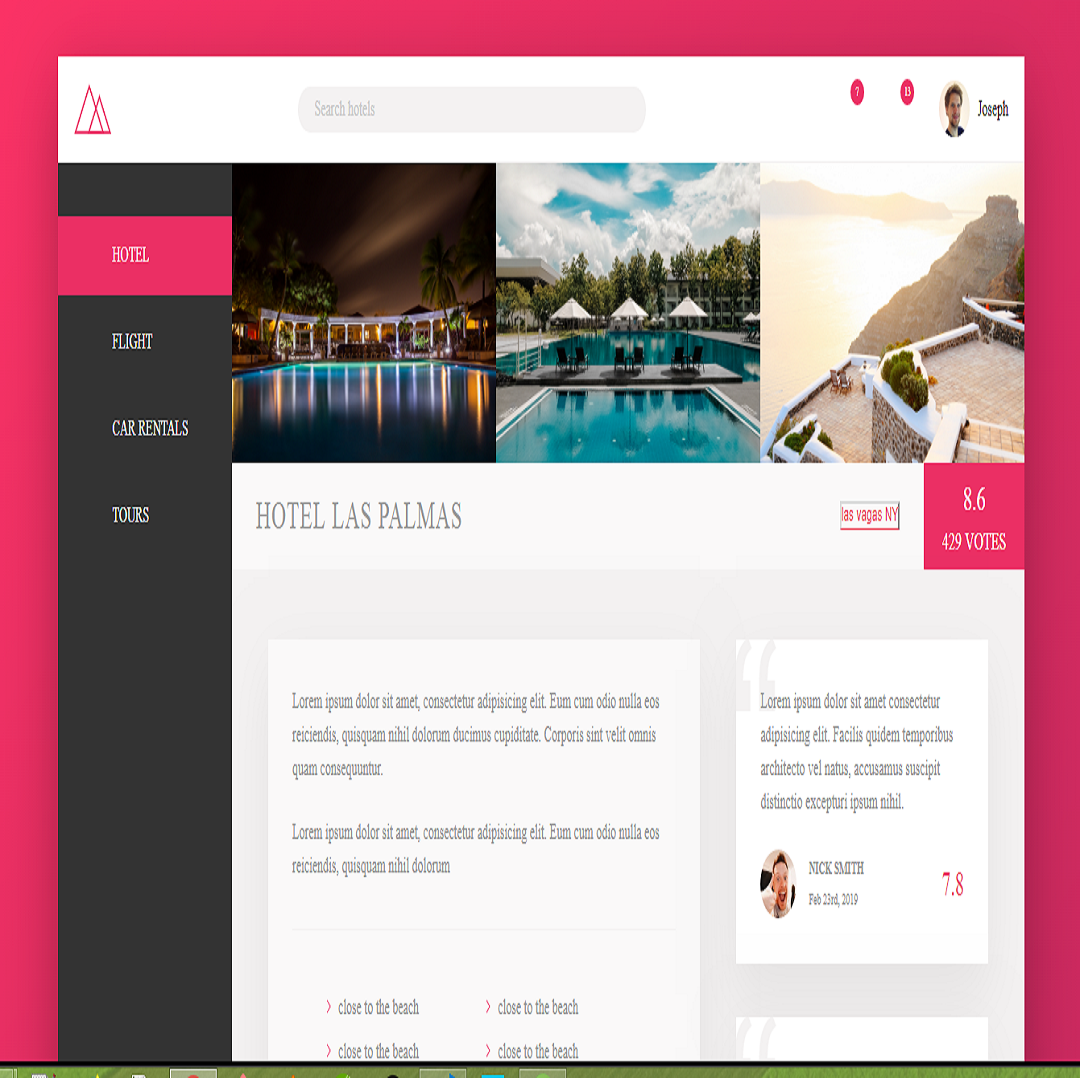 Search hotels
7
13
Joseph
HOTEL
FLIGHT
CAR RENTALS
TOURS
HOTEL LAS PALMAS
las vagas NY
8.6
429 VOTES
Lorem ipsum dolor sit amet, consectetur adipisicing elit. Eum cum odio nulla eos
reiciendis, quisquam nihil dolorum ducimus cupiditate. Corporis sint velit omnis
quam consequuntur.
Lorem ipsum dolor sit amet, consectetur adipisicing elit. Eum cum odio nulla eos
reiciendis, quisquam nihil dolorum
close to the beach
close to the beach
close to the beach
close to the beach
“
Lorem ipsum dolor sit amet consectetur
adipisicing elit. Facilis quidem temporibus
architecto vel natus, accusamus suscipit
distinctio excepturi ipsum nihil.
NICK SMITH
Feb 23rd, 2019
7.8
“